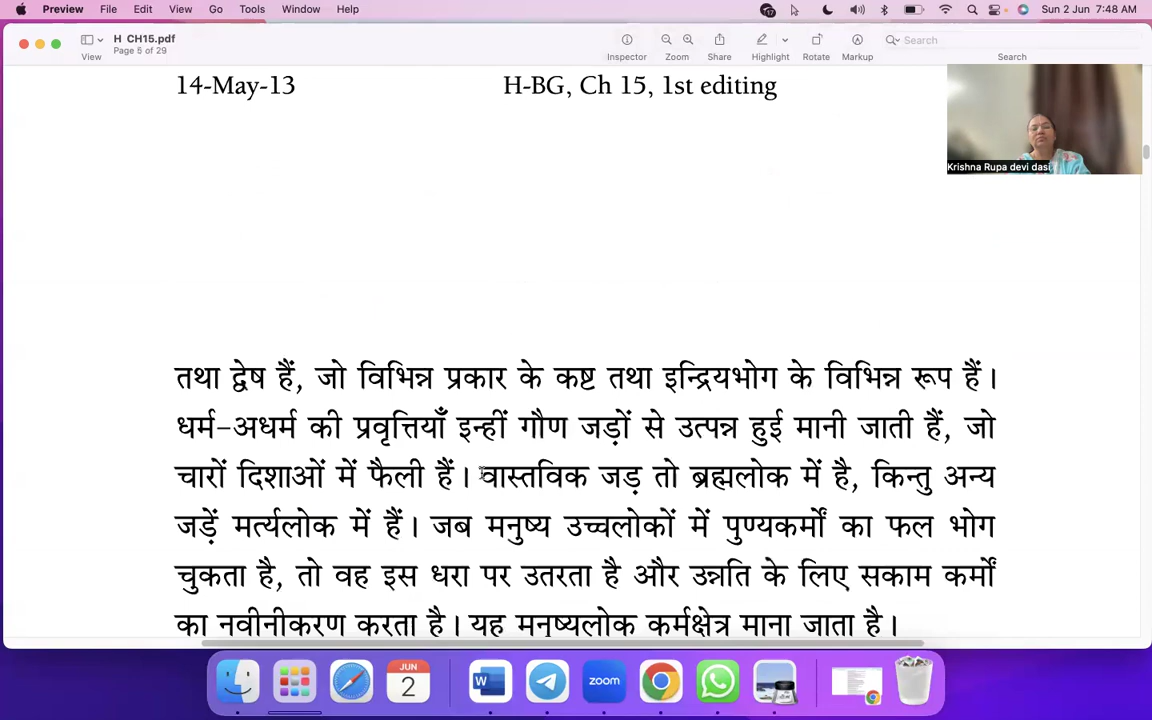 Preview File Edit View Go Tools Window Help Sun 2 Jun 7:48 AM
H CH15.pdf
Page 5 of 29
View Inspector Zoom Share Highlight Rotate Markup Search
Search
14-May-13 H-BG, Ch 15, 1st editing
Krishna Rupa devi dasi
तथा द्वेष हैं, जो विभिन्न प्रकार के कष्ट तथा इन्द्रियभोग के विभिन्न रूप हैं।
धर्म-अधर्म की प्रवृत्तियाँ इन्हीं गौण जड़ों से उत्पन्न हुई मानी जाती हैं, जो
चारों दिशाओं में फैली हैं। वास्तविक जड़ तो ब्रह्मलोक में है, किन्तु अन्य
जड़ें मर्त्यलोक में हैं। जब मनुष्य उच्चलोकों में पुण्यकर्मों का फल भोग
चुकता है, तो वह इस धरा पर उतरता है और उन्नति के लिए सकाम कर्मों
का नवीनीकरण करता है। यह मनुष्यलोक कर्मक्षेत्र माना जाता है।
JUN
2
W
zoom